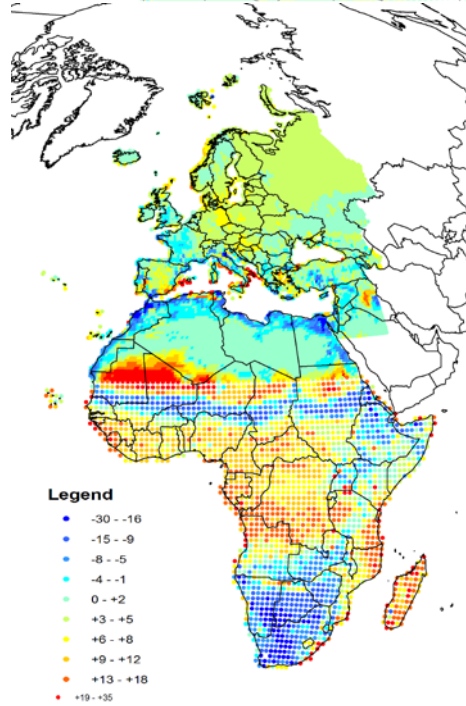 Legend
-30 - -16
-15 - -9
-8 - -5
-4 - -1
0 - +2
+3 - +5
+6 - +8
+9 - +12
+13 - +18
+19 - +35